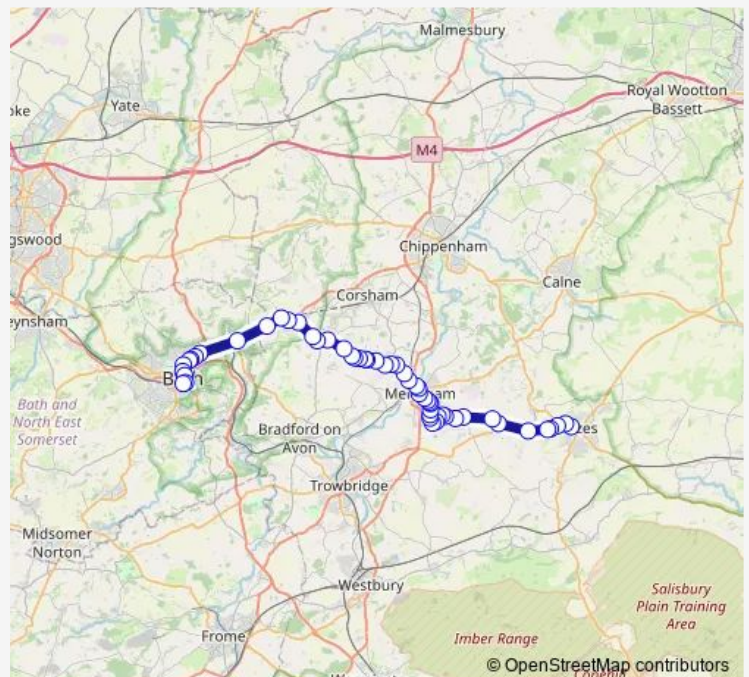 Malmesbury
Yate
Royal Wootton
Bassett
M4
Chippenham
Calne
Corsham
Bath and
North East
Somerset
Bradford on
Avon
Trowbridge
Midsomer
Norton
Westbury
Salisbury
Plain Training
Area
Frome
Imber Range
© OpenStreetMap contributors